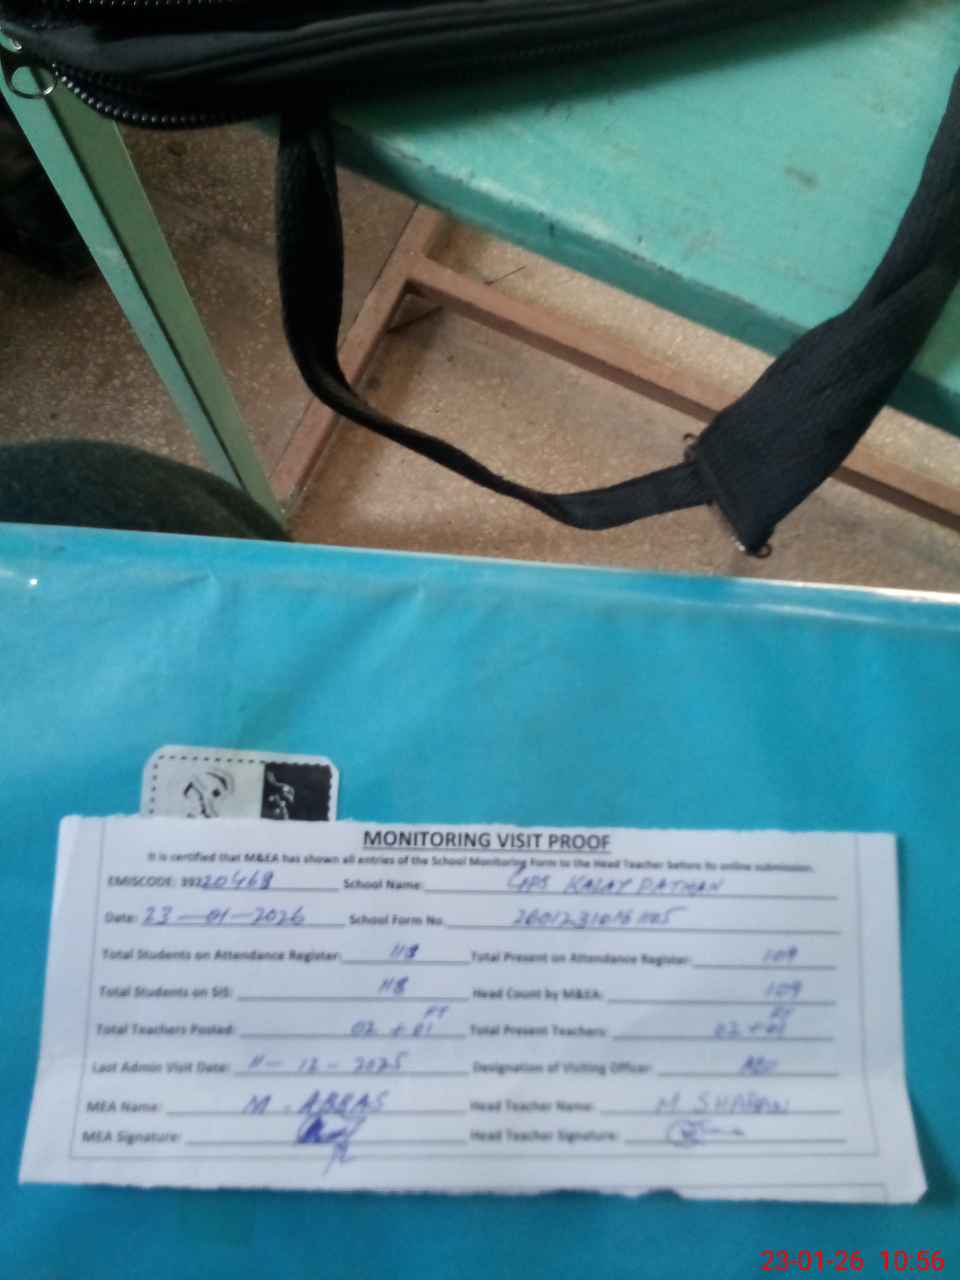 MONITORING VISIT PROOF
It is certified that M&EA has shown all entries of the School Monitoring Form to the Head Teacher before its online submission.
EMISCODE: 39220468 School Name: GPS KALAY PATHAN
Date: 23-01-2026 School Form No.
Total Students on Attendance Register: 118 Total Present on Attendance Register: 109
Total Students on SIS: 118 Head Count by M&EA: 109
Total Teachers Posted: 02 + 01 Total Present Teachers: 02 + 01
Last Admin Visit Date: 11-12-2025 Designation of Visiting Officer:
MEA Name: M. ABBAS Head Teacher Name: M.
MEA Signature: Head Teacher Signature:
23-01-26 10:56